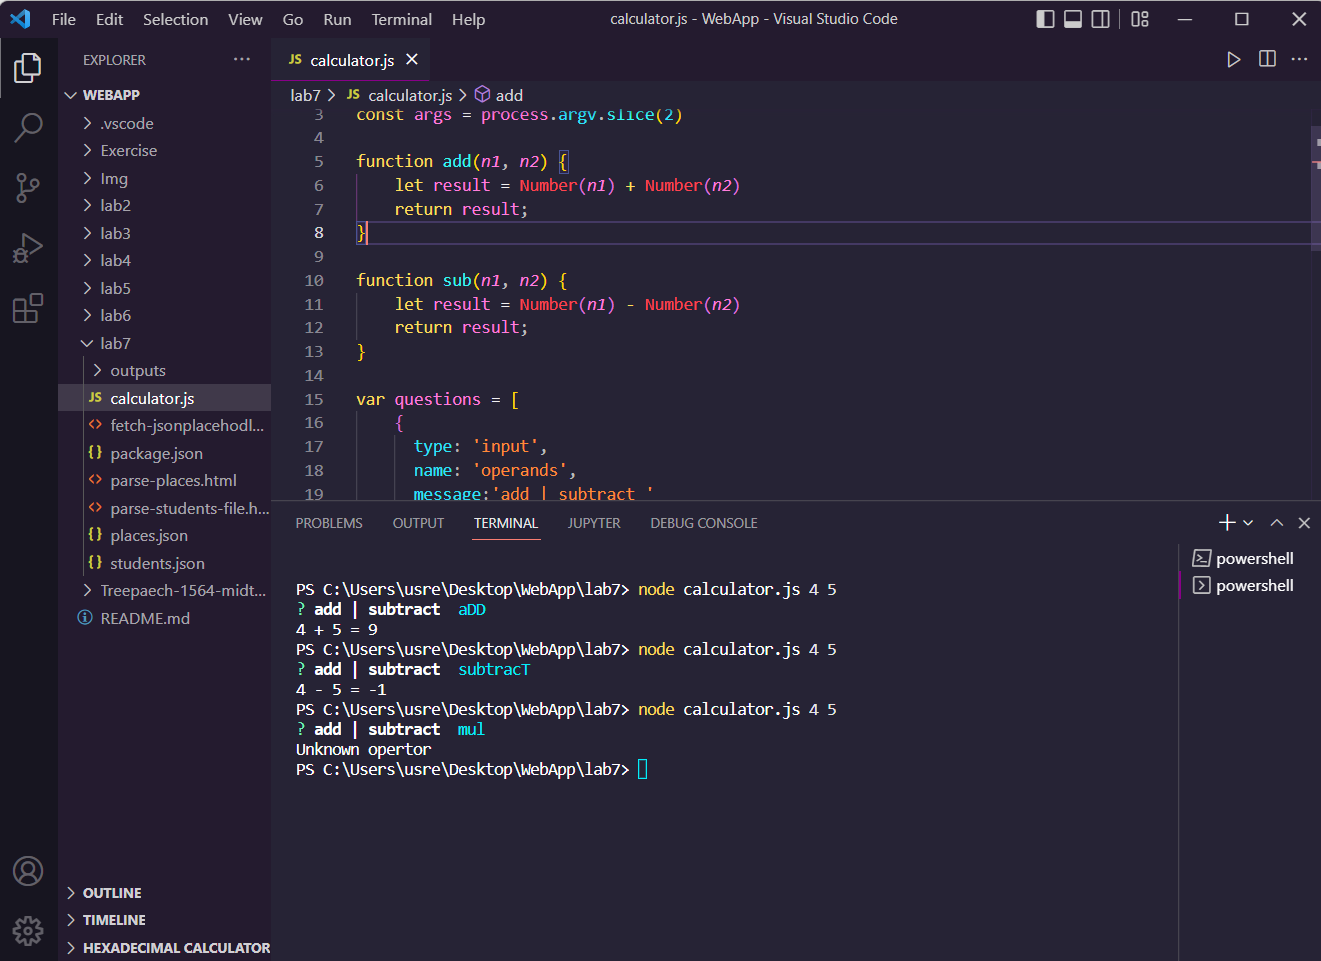 File Edit Selection View Go Run Terminal Help calculator.js - WebApp - Visual Studio Code
EXPLORER
WEBAPP
.vscode
Exercise
Img
lab2
lab3
lab4
lab5
lab6
lab7
outputs
JS calculator.js
fetch-jsonplacehodl...
package.json
parse-places.html
parse-students-file.h...
places.json
students.json
Treepaech-1564-midt...
README.md
OUTLINE
TIMELINE
HEXADECIMAL CALCULATOR
JS calculator.js
lab7 > JS calculator.js > add
3 const args = process.argv.slice(2)
4
5 function add(n1, n2) {
6 let result = Number(n1) + Number(n2)
7 return result;
8 }
9
10 function sub(n1, n2) {
11 let result = Number(n1) - Number(n2)
12 return result;
13 }
14
15 var questions = [
16 {
17 type: 'input',
18 name: 'operands',
19 message:'add | subtract '
PROBLEMS OUTPUT TERMINAL JUPYTER DEBUG CONSOLE
PS C:\Users\usre\Desktop\WebApp\lab7> node calculator.js 4 5
? add | subtract aDD
4 + 5 = 9
PS C:\Users\usre\Desktop\WebApp\lab7> node calculator.js 4 5
? add | subtract subtracT
4 - 5 = -1
PS C:\Users\usre\Desktop\WebApp\lab7> node calculator.js 4 5
? add | subtract mul
Unknown opertor
PS C:\Users\usre\Desktop\WebApp\lab7>
powershell
powershell